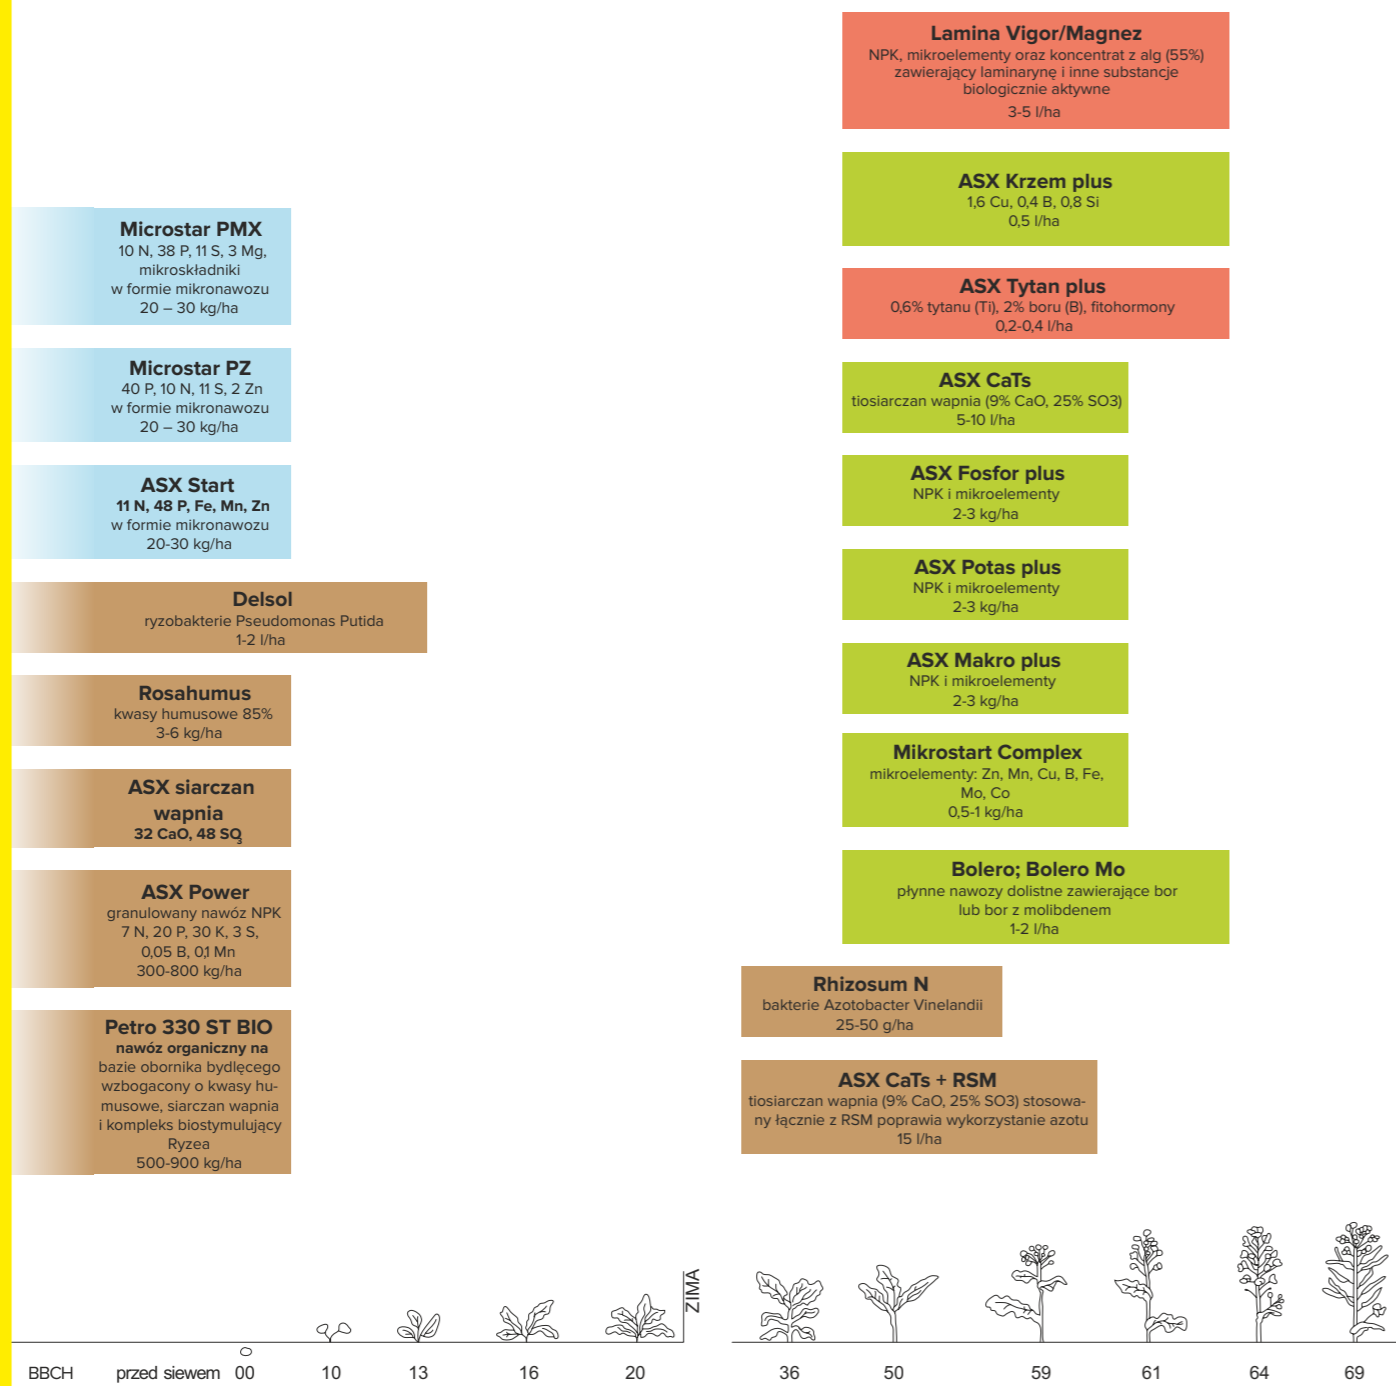 Lamina Vigor/Magnez
NPK, mikroelementy oraz koncentrat z alg (55%)
zawierający laminarynę i inne substancje
biologicznie aktywne
3-5 l/ha
ASX Krzem plus
1,6 Cu, 0,4 B, 0,8 Si
0,5 l/ha
Microstar PMX
10 N, 38 P, 11 S, 3 Mg,
mikroskładniki
w formie mikronawozu
20 – 30 kg/ha
ASX Tytan plus
0,6% tytanu (Ti), 2% boru (B), fitohormony
0,2-0,4 l/ha
Microstar PZ
40 P, 10 N, 11 S, 2 Zn
w formie mikronawozu
20 – 30 kg/ha
ASX CaTs
tiosiarczan wapnia (9% CaO, 25% SO3)
5-10 l/ha
ASX Start
11 N, 48 P, Fe, Mn, Zn
w formie mikronawozu
20-30 kg/ha
ASX Fosfor plus
NPK i mikroelementy
2-3 kg/ha
Delsol
ryzobakterie Pseudomonas Putida
1-2 l/ha
ASX Potas plus
NPK i mikroelementy
2-3 kg/ha
Rosahumus
kwasy humusowe 85%
3-6 kg/ha
ASX Makro plus
NPK i mikroelementy
2-3 kg/ha
ASX siarczan
wapnia
32 CaO, 48 SO₃
Mikrostart Complex
mikroelementy: Zn, Mn, Cu, B, Fe,
Mo, Co
0,5-1 kg/ha
ASX Power
granulowany nawóz NPK
7 N, 20 P, 30 K, 3 S,
0,05 B, 0,1 Mn
300-800 kg/ha
Bolero; Bolero Mo
płynne nawozy dolistne zawierające bor
lub bor z molibdenem
1-2 l/ha
Rhizosum N
bakterie Azotobacter Vinelandii
25-50 g/ha
Petro 330 ST BIO
nawóz organiczny na
bazie obornika bydlęcego
wzbogacony o kwasy hu-
musowe, siarczan wapnia
i kompleks biostymulujący
Ryzea
500-900 kg/ha
ASX CaTs + RSM
tiosiarczan wapnia (9% CaO, 25% SO3) stosowa-
ny łącznie z RSM poprawia wykorzystanie azotu
15 l/ha
ZIMA
BBCH przed siewem 00 10 13 16 20 36 50 59 61 64 69